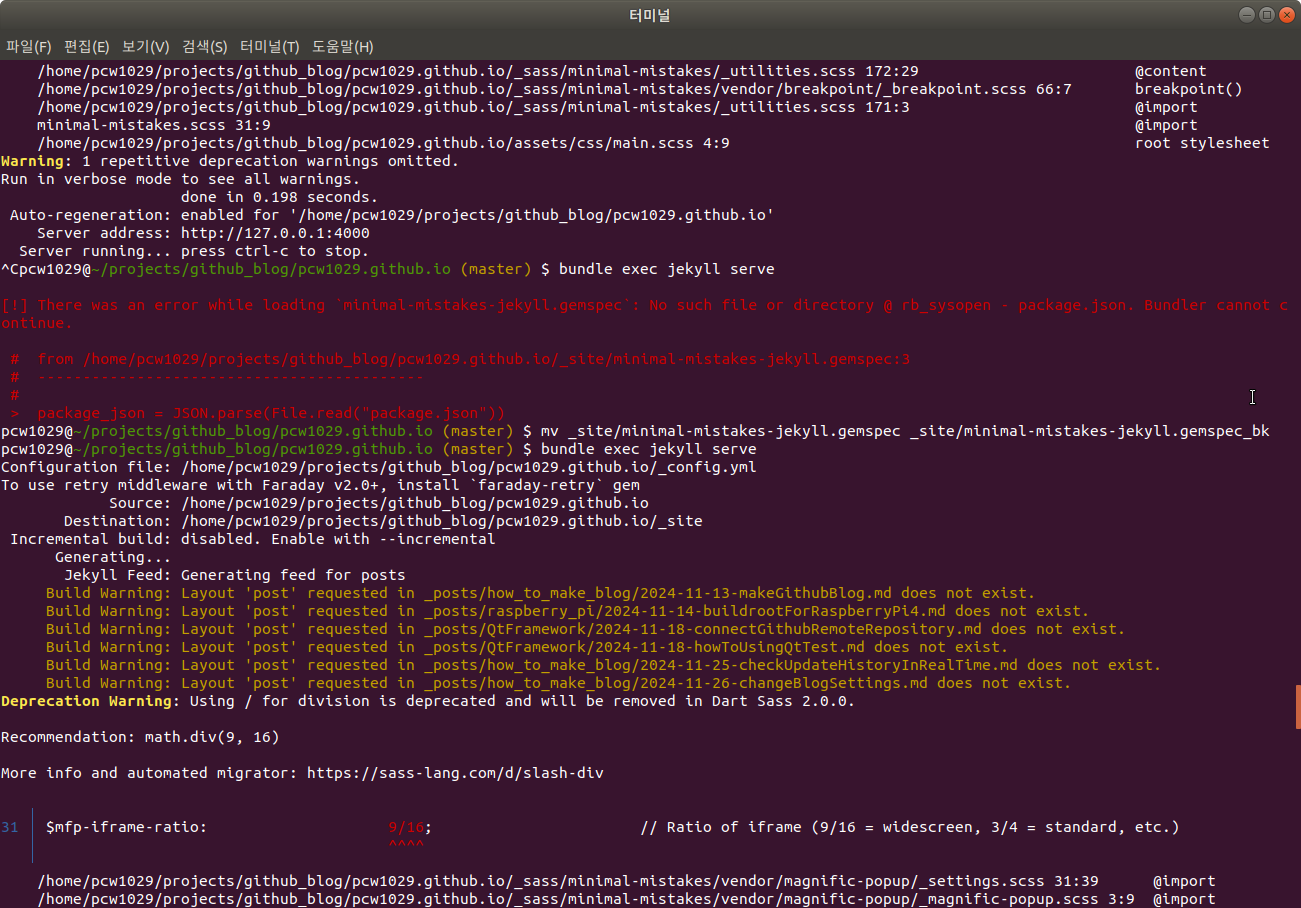 터미널
파일(F) 편집(E) 보기(V) 검색(S) 터미널(T) 도움말(H)
/home/pcw1029/projects/github_blog/pcw1029.github.io/_sass/minimal-mistakes/_utilities.scss 172:29 @content
/home/pcw1029/projects/github_blog/pcw1029.github.io/_sass/minimal-mistakes/vendor/breakpoint/_breakpoint.scss 66:7 breakpoint()
/home/pcw1029/projects/github_blog/pcw1029.github.io/_sass/minimal-mistakes/_utilities.scss 171:3 @import
minimal-mistakes.scss 31:9 @import
/home/pcw1029/projects/github_blog/pcw1029.github.io/assets/css/main.scss 4:9 root stylesheet
Warning: 1 repetitive deprecation warnings omitted.
Run in verbose mode to see all warnings.
done in 0.198 seconds.
Auto-regeneration: enabled for '/home/pcw1029/projects/github_blog/pcw1029.github.io'
Server address: http://127.0.0.1:4000
Server running... press ctrl-c to stop.
^Cpcw1029@~/projects/github_blog/pcw1029.github.io (master) $ bundle exec jekyll serve
[!] There was an error while loading `minimal-mistakes-jekyll.gemspec`: No such file or directory @ rb_sysopen - package.json. Bundler cannot c
ontinue.
# from /home/pcw1029/projects/github_blog/pcw1029.github.io/_site/minimal-mistakes-jekyll.gemspec:3
# -------------------------------------------
#
> package_json = JSON.parse(File.read("package.json"))
pcw1029@~/projects/github_blog/pcw1029.github.io (master) $ mv _site/minimal-mistakes-jekyll.gemspec _site/minimal-mistakes-jekyll.gemspec_bk
pcw1029@~/projects/github_blog/pcw1029.github.io (master) $ bundle exec jekyll serve
Configuration file: /home/pcw1029/projects/github_blog/pcw1029.github.io/_config.yml
To use retry middleware with Faraday v2.0+, install `faraday-retry` gem
Source: /home/pcw1029/projects/github_blog/pcw1029.github.io
Destination: /home/pcw1029/projects/github_blog/pcw1029.github.io/_site
Incremental build: disabled. Enable with --incremental
Generating...
Jekyll Feed: Generating feed for posts
Build Warning: Layout 'post' requested in _posts/how_to_make_blog/2024-11-13-makeGithubBlog.md does not exist.
Build Warning: Layout 'post' requested in _posts/raspberry_pi/2024-11-14-buildrootForRaspberryPi4.md does not exist.
Build Warning: Layout 'post' requested in _posts/QtFramework/2024-11-18-connectGithubRemoteRepository.md does not exist.
Build Warning: Layout 'post' requested in _posts/QtFramework/2024-11-18-howToUsingQtTest.md does not exist.
Build Warning: Layout 'post' requested in _posts/how_to_make_blog/2024-11-25-checkUpdateHistoryInRealTime.md does not exist.
Build Warning: Layout 'post' requested in _posts/how_to_make_blog/2024-11-26-changeBlogSettings.md does not exist.
Deprecation Warning: Using / for division is deprecated and will be removed in Dart Sass 2.0.0.
Recommendation: math.div(9, 16)
More info and automated migrator: https://sass-lang.com/d/slash-div
31 $mfp-iframe-ratio: 9/16; // Ratio of iframe (9/16 = widescreen, 3/4 = standard, etc.)
^^^^
/home/pcw1029/projects/github_blog/pcw1029.github.io/_sass/minimal-mistakes/vendor/magnific-popup/_settings.scss 31:39 @import
/home/pcw1029/projects/github_blog/pcw1029.github.io/_sass/minimal-mistakes/vendor/magnific-popup/_magnific-popup.scss 3:9 @import